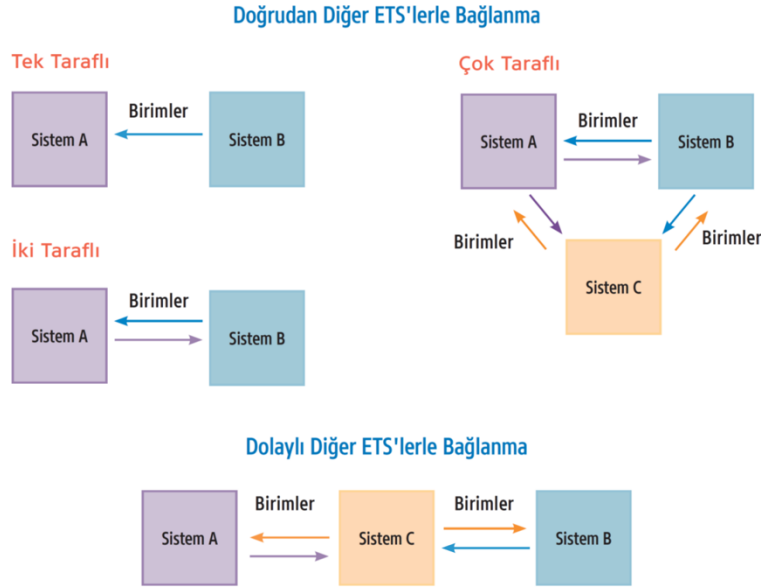 Doğrudan Diğer ETS'lerle Bağlanma
Tek Taraflı
Birimler
Sistem A
Sistem B
İki Taraflı
Birimler
Sistem A
Sistem B
Çok Taraflı
Birimler
Sistem A
Sistem B
Birimler
Birimler
Sistem C
Dolaylı Diğer ETS'lerle Bağlanma
Birimler
Birimler
Sistem A
Sistem C
Sistem B